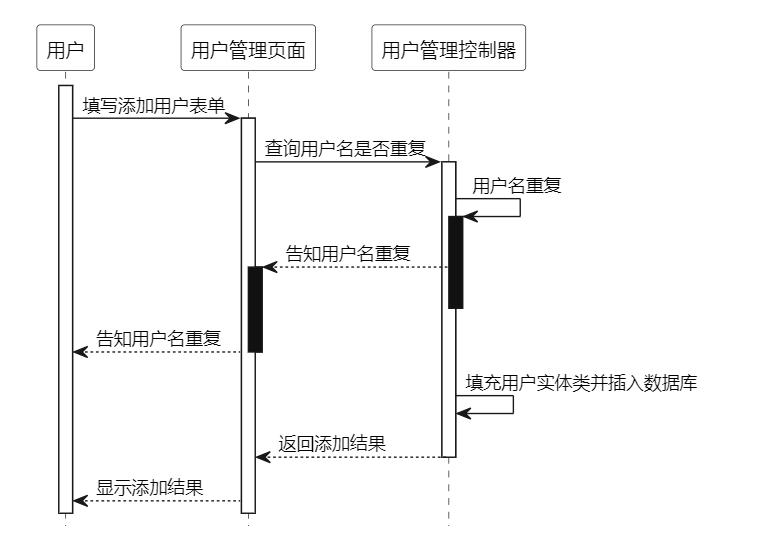 用户
用户管理页面
用户管理控制器
填写添加用户表单
查询用户名是否重复
用户名重复
告知用户名重复
告知用户名重复
填充用户实体类并插入数据库
返回添加结果
显示添加结果